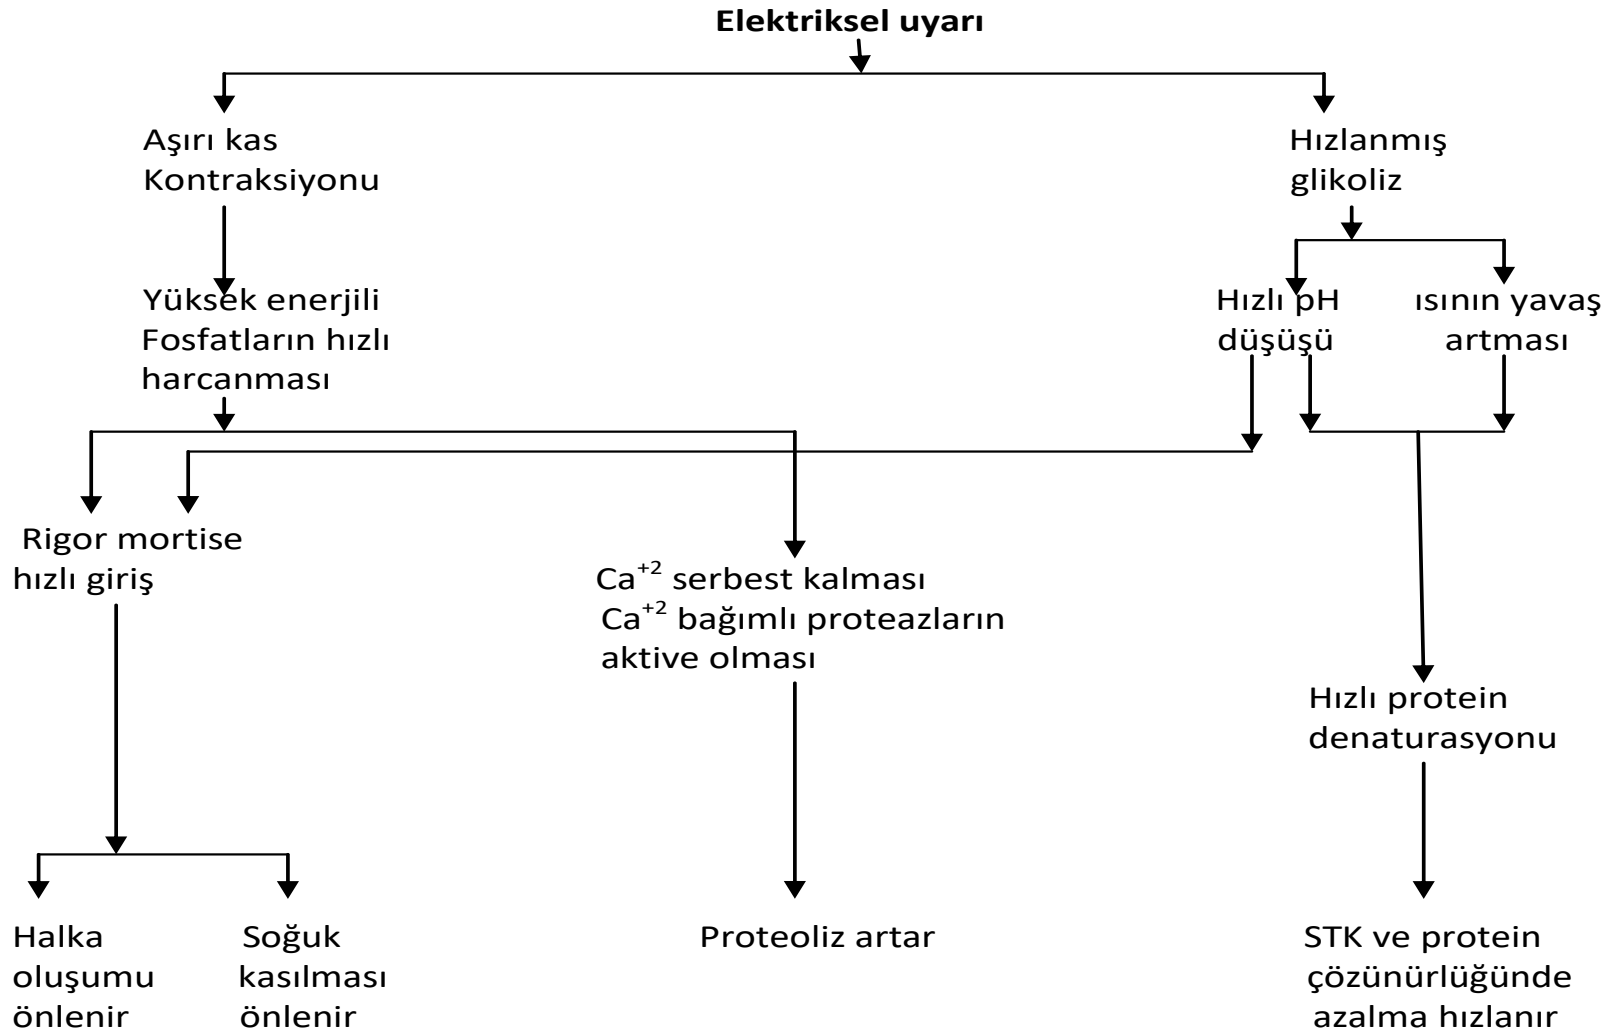 Elektriksel uyarı
Aşırı kas
Kontraksiyonu
Hızlanmış
glikoliz
Yüksek enerjili
Fosfatların hızlı
harcanması
Hızlı pH
düşüşü
ısının yavaş
artması
Rigor mortise
hızlı giriş
Ca⁺² serbest kalması
Ca⁺² bağımlı proteazların
aktive olması
Hızlı protein
denaturasyonu
Halka
oluşumu
önlenir
Soğuk
kasılması
önlenir
Proteoliz artar
STK ve protein
çözünürlüğünde
azalma hızlanır